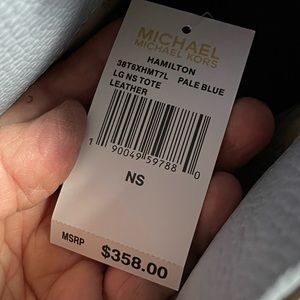 MICHAEL
MICHAEL KORS
HAMILTON
38T6XHMT7L PALE BLUE
LG NS TOTE
LEATHER
1 90049 59788 0
NS
MSRP $358.00